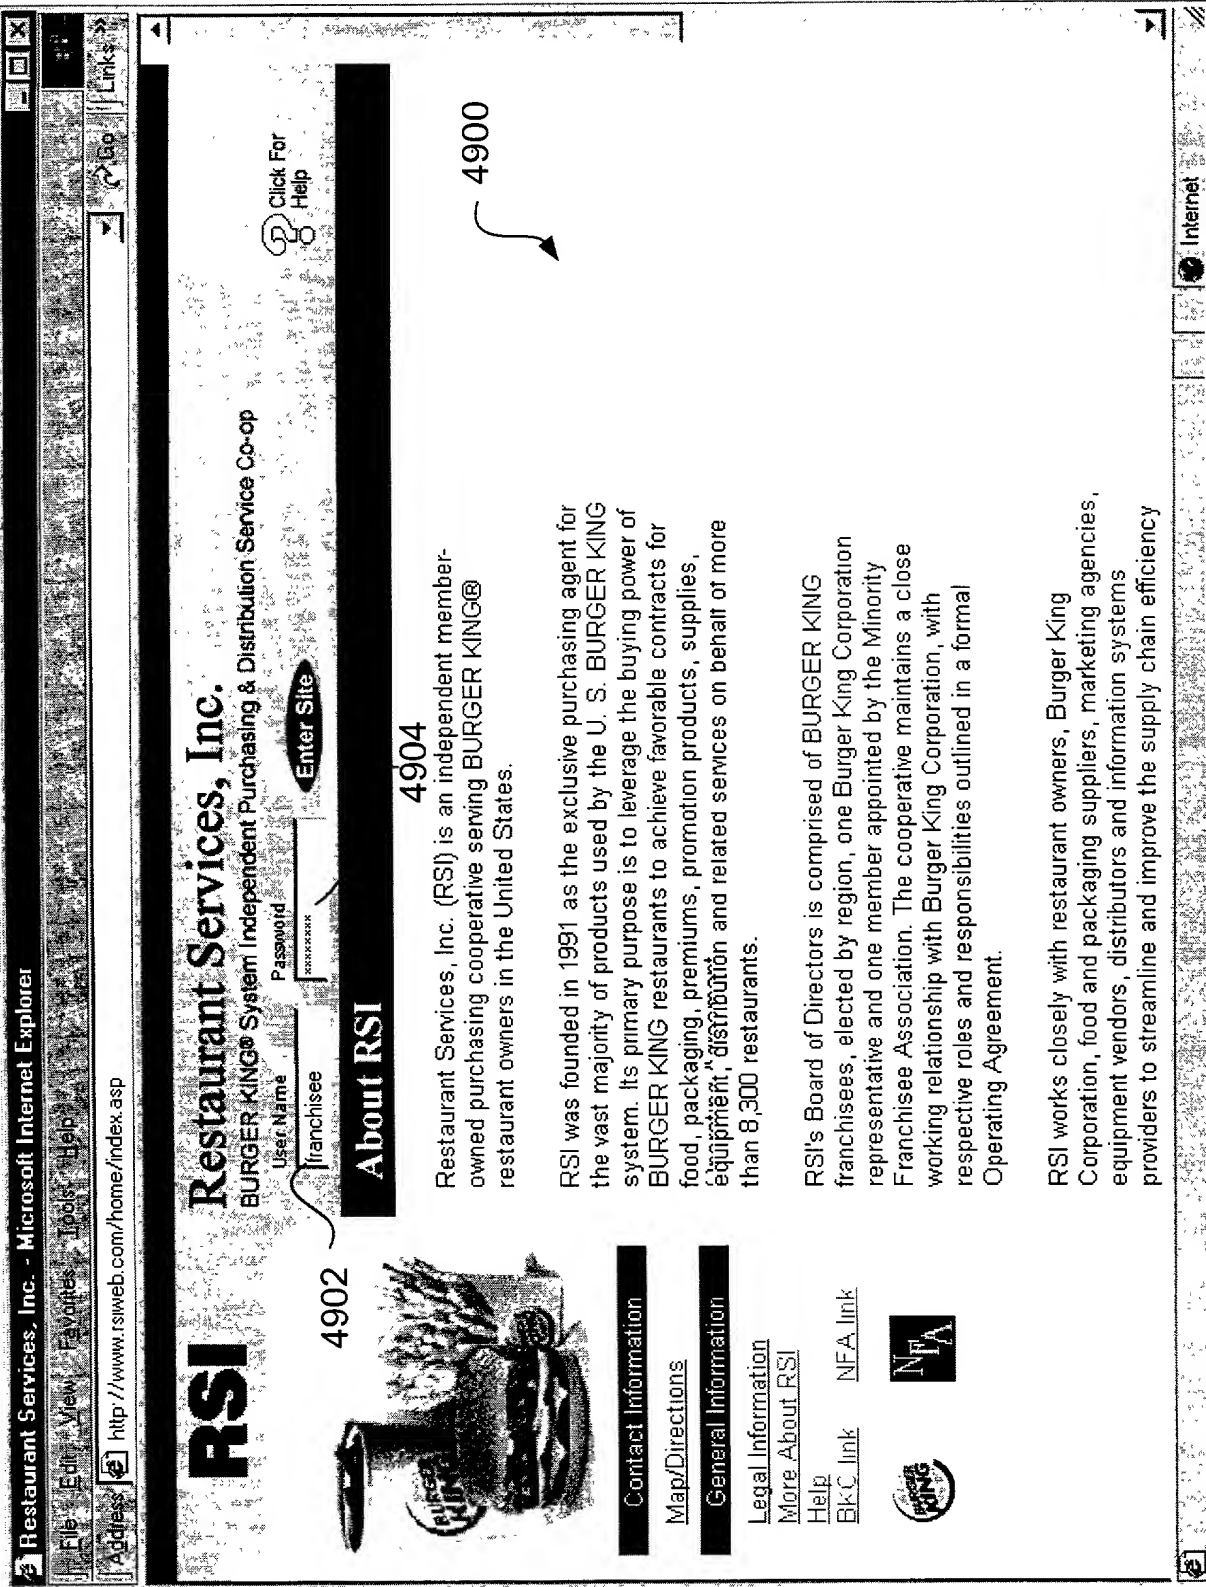 Restaurant Services, Inc. - Microsoft Internet Explorer
File Edit View Favorites Tools Help
Address http://www.rsiweb.com/home/index.asp Go Links »
RSI
Restaurant Services, Inc.
BURGER KING® System Independent Purchasing & Distribution Service Co-op
User Name Password
franchisee ******** Enter Site
Click For
Help
4902
4904
4900
About RSI
Restaurant Services, Inc. (RSI) is an independent member-
owned purchasing cooperative serving BURGER KING®
restaurant owners in the United States.
RSI was founded in 1991 as the exclusive purchasing agent for
the vast majority of products used by the U. S. BURGER KING
system. Its primary purpose is to leverage the buying power of
BURGER KING restaurants to achieve favorable contracts for
food, packaging, premiums, promotion products, supplies,
equipment, distribution and related services on behalf of more
than 8,300 restaurants.
RSI's Board of Directors is comprised of BURGER KING
franchisees, elected by region, one Burger King Corporation
representative and one member appointed by the Minority
Franchisee Association. The cooperative maintains a close
working relationship with Burger King Corporation, with
respective roles and responsibilities outlined in a formal
Operating Agreement.
RSI works closely with restaurant owners, Burger King
Corporation, food and packaging suppliers, marketing agencies,
equipment vendors, distributors and information systems
providers to streamline and improve the supply chain efficiency
BURGER KING
Contact Information
Map/Directions
General Information
Legal Information
More About RSI
Help
BKC link NFA link
BURGER KING
NFA
Internet